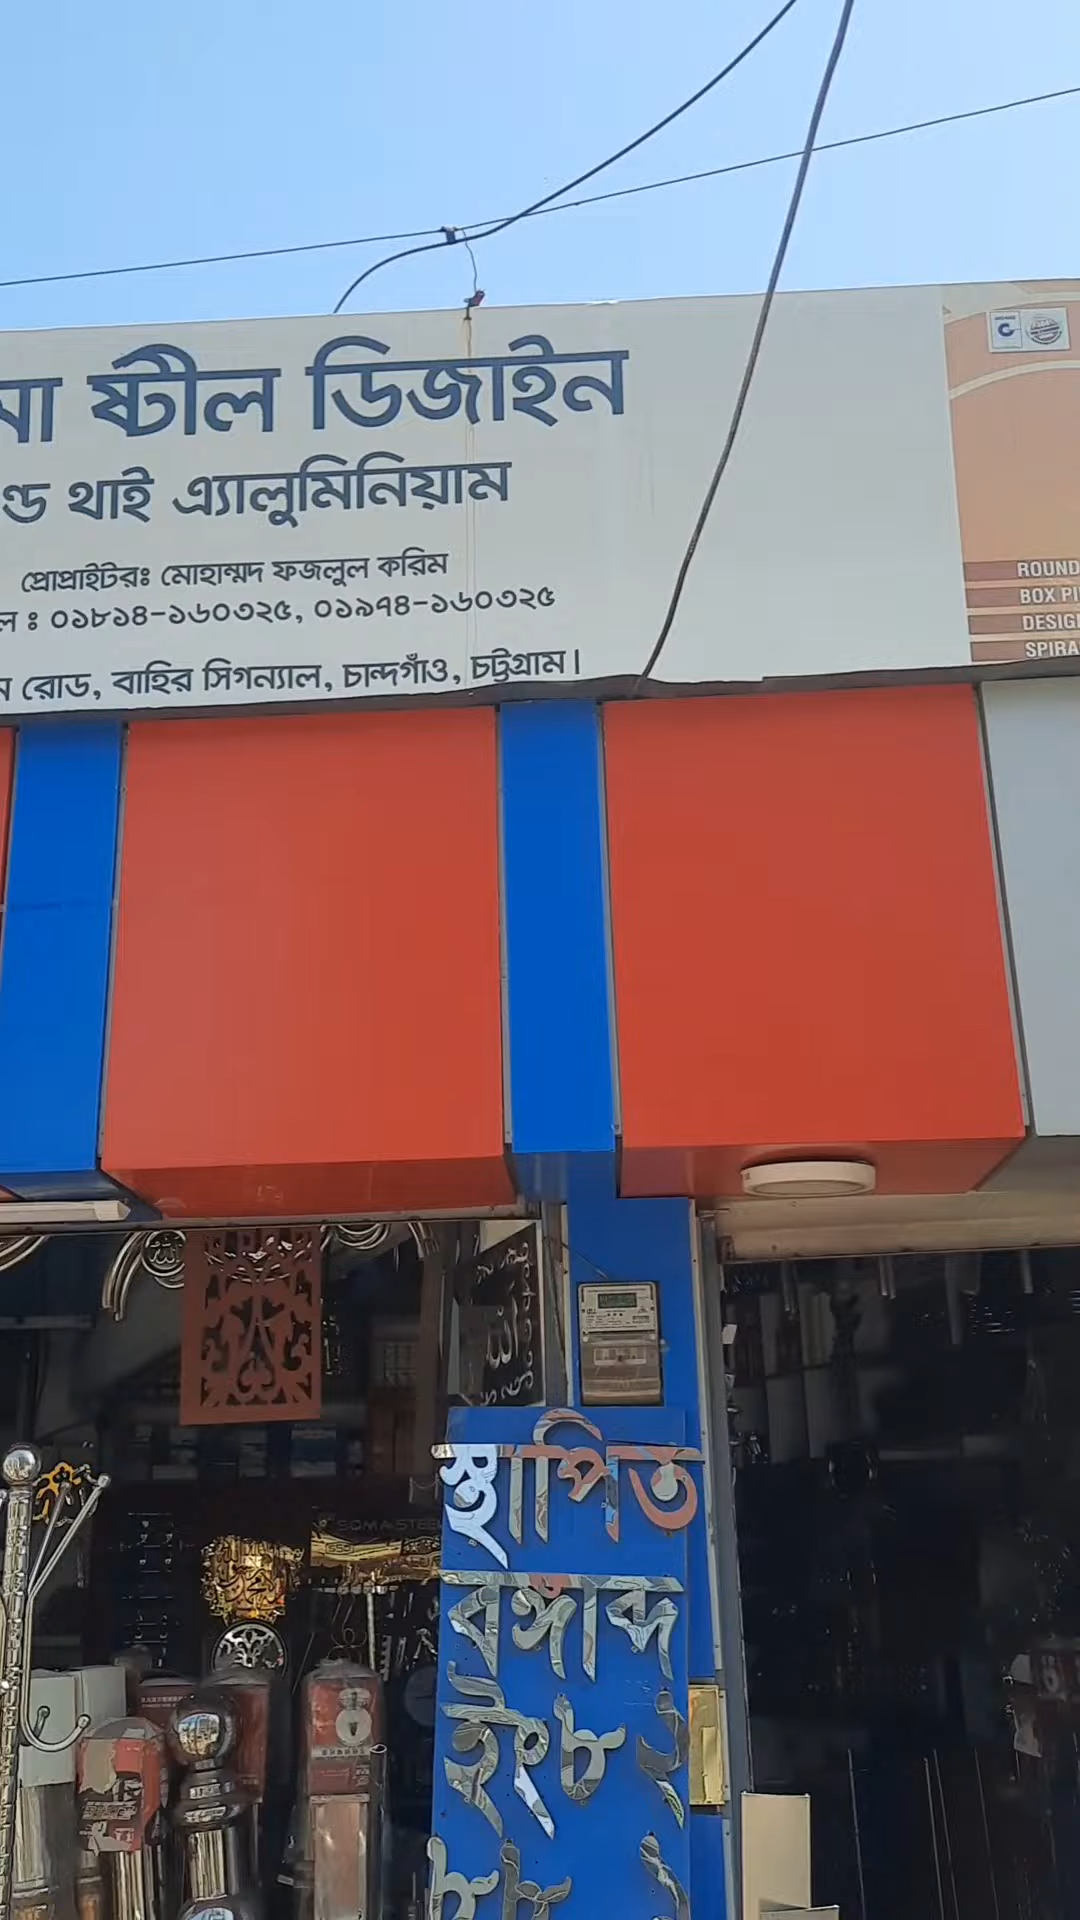 মা ষ্টীল ডিজাইন
ণ্ড থাই এ্যালুমিনিয়াম
প্রোপ্রাইটরঃ মোহাম্মদ ফজলুল করিম
ল ঃ ০১৮১৪-১৬০৩২৫, ০১৯৭৪-১৬০৩২৫
ন রোড, বাহির সিগন্যাল, চান্দগাঁও, চট্টগ্রাম।
ROUND
BOX PI
DESIG
SPIRA
স্থাপিত
বঙ্গাব্দ